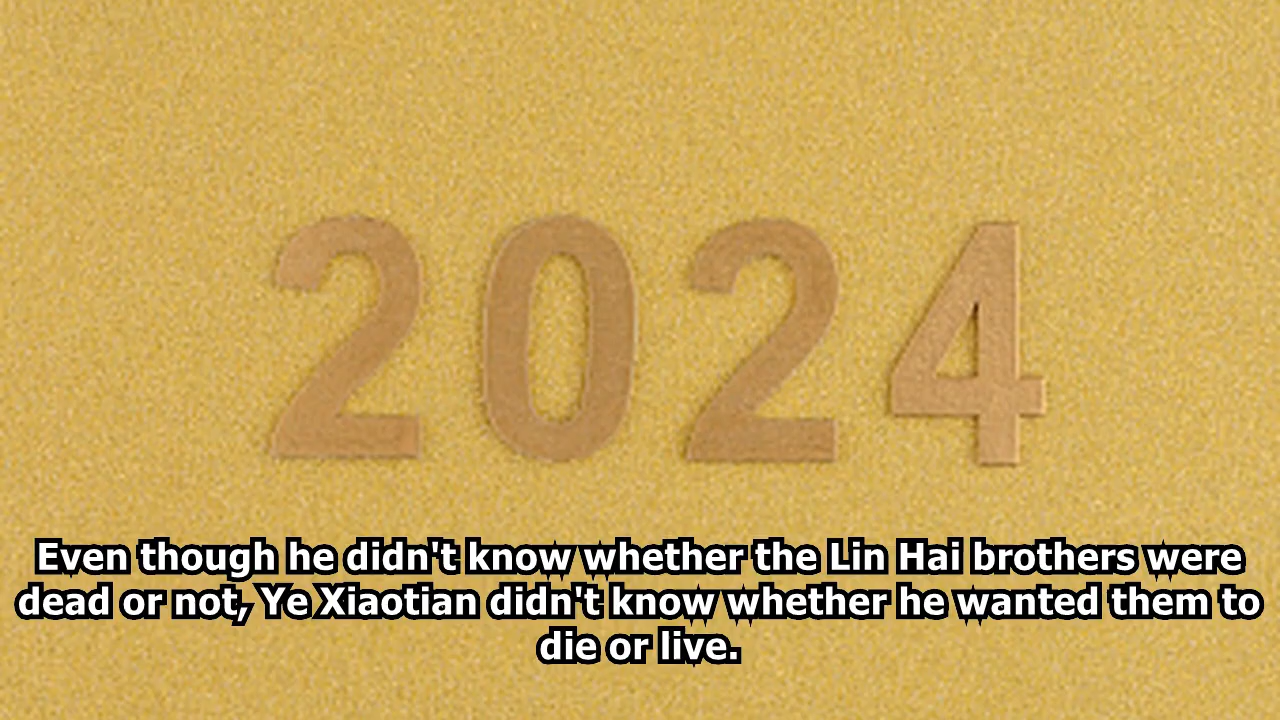 2024
Even though he didn't know whether the Lin Hai brothers were
dead or not, Ye Xiaotian didn't know whether he wanted them to
die or live.